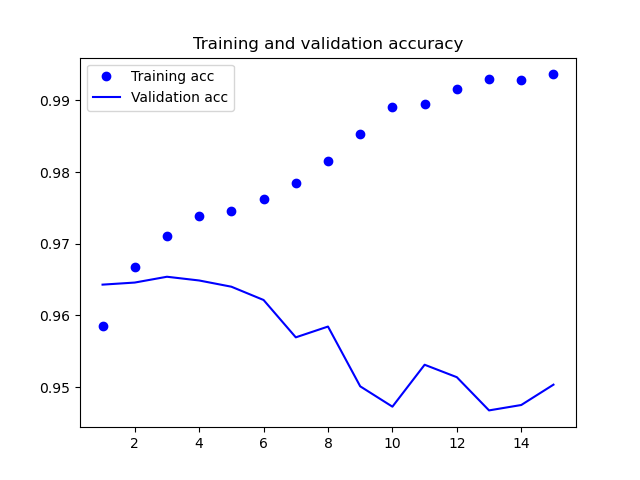 Training and validation accuracy
Training acc
Validation acc
0.99
0.98
0.97
0.96
0.95
2 4 6 8 10 12 14